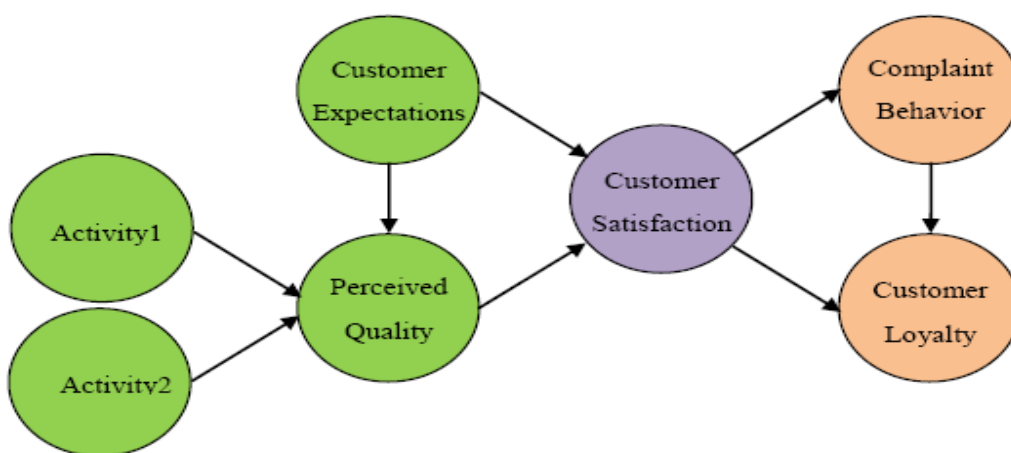 Customer
Expectations
Complaint
Behavior
Customer
Satisfaction
Activity1
Perceived
Quality
Customer
Loyalty
Activity2